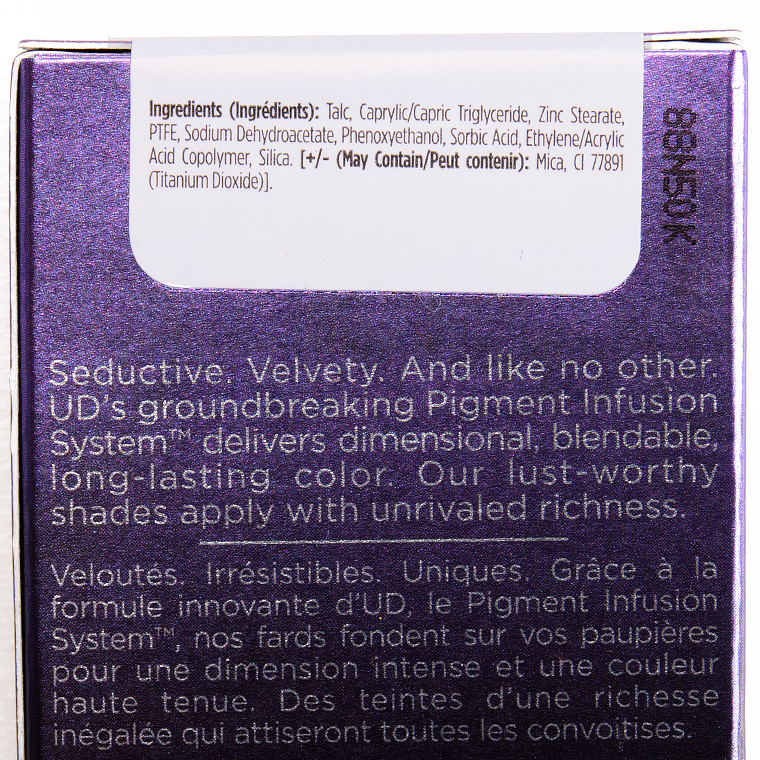 Ingredients (Ingrédients): Talc, Caprylic/Capric Triglyceride, Zinc Stearate,
PTFE, Sodium Dehydroacetate, Phenoxyethanol, Sorbic Acid, Ethylene/Acrylic
Acid Copolymer, Silica. [+/- (May Contain/Peut contenir): Mica, CI 77891
(Titanium Dioxide)].
88N50K
Seductive. Velvety. And like no other.
UD's groundbreaking Pigment Infusion
System™ delivers dimensional, blendable,
long-lasting color. Our lust-worthy
shades apply with unrivaled richness.
Veloutés. Irrésistibles. Uniques. Grâce à la
formule innovante d'UD, le Pigment Infusion
System™, nos fards fondent sur vos paupières
pour une dimension intense et une couleur
haute tenue. Des teintes d'une richesse
inégalée qui attiseront toutes les convoitises.